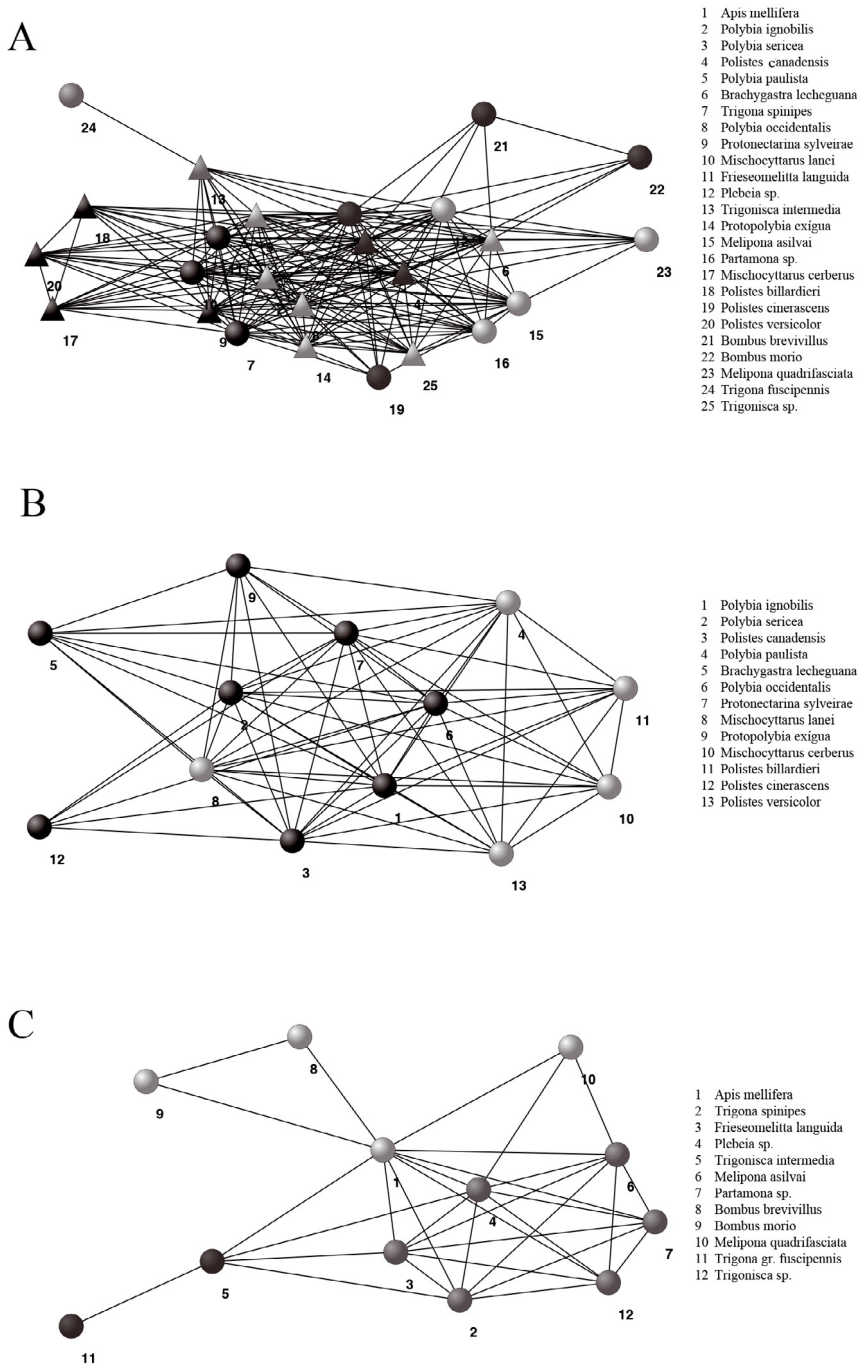 A
1 Apis mellifera
2 Polybia ignobilis
3 Polybia sericea
4 Polistes canadensis
5 Polybia paulista
6 Brachygastra lecheguana
7 Trigona spinipes
8 Polybia occidentalis
9 Protonectarina sylveirae
10 Mischocyttarus lanei
11 Frieseomelitta languida
12 Plebeia sp.
13 Trigonisca intermedia
14 Protopolybia exígua
15 Melipona asilvai
16 Partamona sp.
17 Mischocyttarus cerberus
18 Polistes billardieri
19 Polistes cinerascens
20 Polistes versicolor
21 Bombus brevivillus
22 Bombus morio
23 Melipona quadrifasciata
24 Trigona fuscipennis
25 Trigonisca sp.
24
21
22
13
18
6
23
20
4
17
15
9
7
14
16
25
19
B
1 Polybia ignobilis
2 Polybia sericea
3 Polistes canadensis
4 Polybia paulista
5 Brachygastra lecheguana
6 Polybia occidentalis
7 Protonectarina sylveirae
8 Mischocyttarus lanei
9 Protopolybia exígua
10 Mischocyttarus cerberus
11 Polistes billardieri
12 Polistes cinerascens
13 Polistes versicolor
9
4
5
7
2
6
11
8
1
10
12
3
13
C
1 Apis mellifera
2 Trigona spinipes
3 Frieseomelitta languida
4 Plebeia sp.
5 Trigonisca intermedia
6 Melipona asilvai
7 Partamona sp.
8 Bombus brevivillus
9 Bombus morio
10 Melipona quadrifasciata
11 Trigona gr. fuscipennis
12 Trigonisca sp.
8
10
9
1
6
4
7
3
5
12
2
11